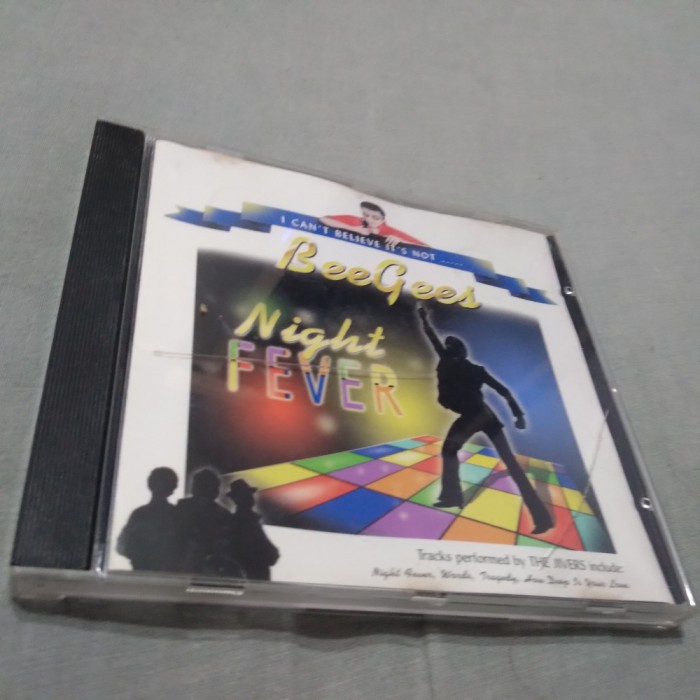 I CAN'T BELIEVE IT'S NOT .....
BeeGees
Night
FEVER
Tracks performed by THE JIVERS include:
Night Fever, Words, Tragedy, How Deep Is Your Love